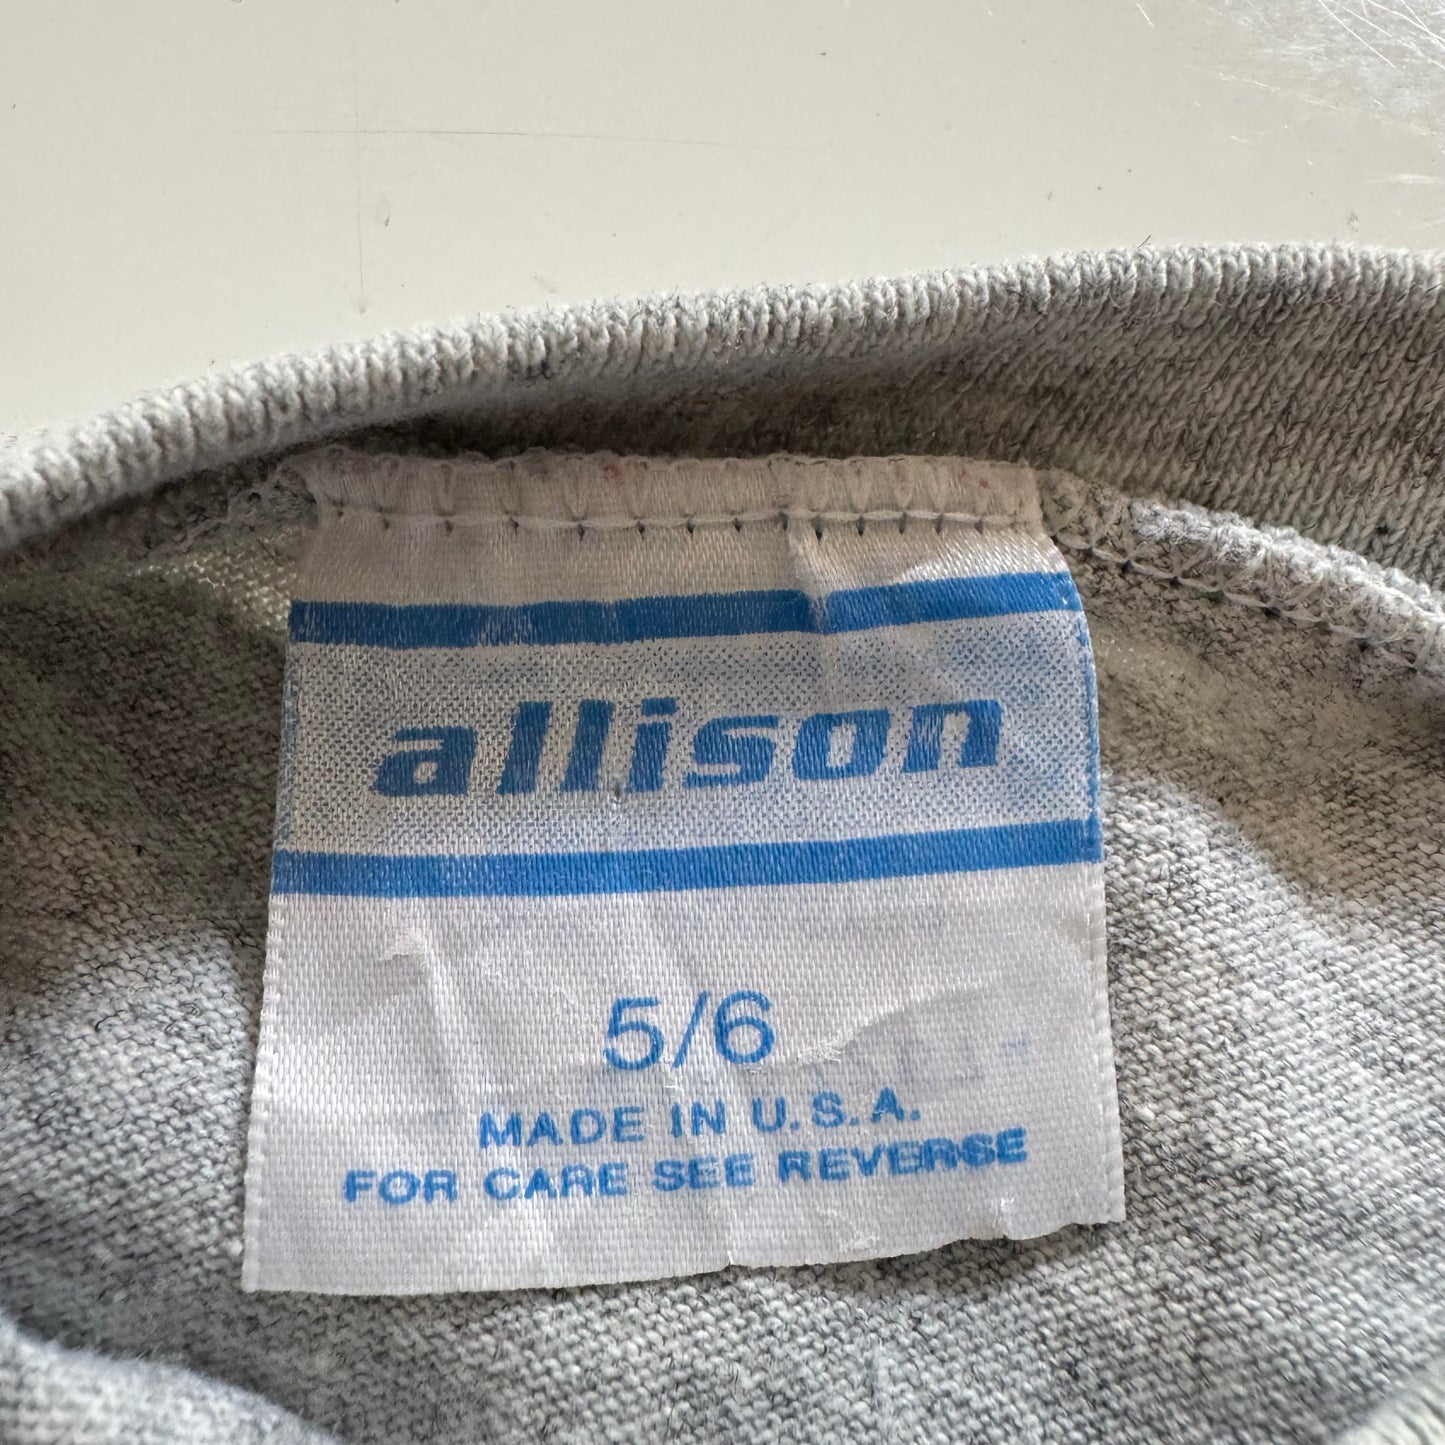 allison
5/6
MADE IN U.S.A.
FOR CARE SEE REVERSE